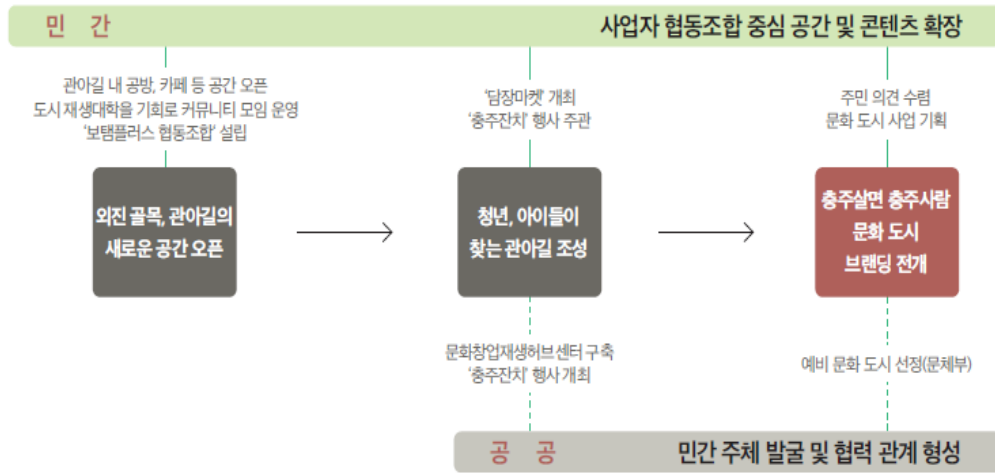 민 간
사업자 협동조합 중심 공간 및 콘텐츠 확장
관아길 내 공방, 카페 등 공간 오픈
도시 재생대학을 기회로 커뮤니티 모임 운영
‘보탬플러스 협동조합’ 설립
‘담장마켓’ 개최
‘충주잔치’ 행사 주관
주민 의견 수렴
문화 도시 사업 기획
외진 골목, 관아길의
새로운 공간 오픈
청년, 아이들이
찾는 관아길 조성
충주살면 충주사람
문화 도시
브랜딩 전개
문화창업재생허브센터 구축
‘충주잔치’ 행사 개최
예비 문화 도시 선정(문체부)
공 공
민간 주체 발굴 및 협력 관계 형성